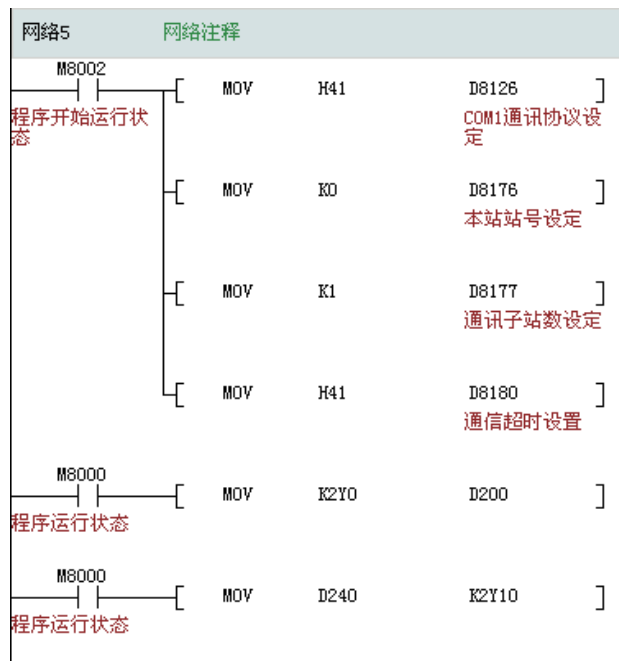 网络5 网络注释
M8002
MOV H41 D8126
程序开始运行状
态
COM1通讯协议设
定
MOV K0 D8176
本站站号设定
MOV K1 D8177
通讯子站数设定
MOV H41 D8180
通信超时设置
M8000
MOV K2Y0 D200
程序运行状态
M8000
MOV D240 K2Y10
程序运行状态